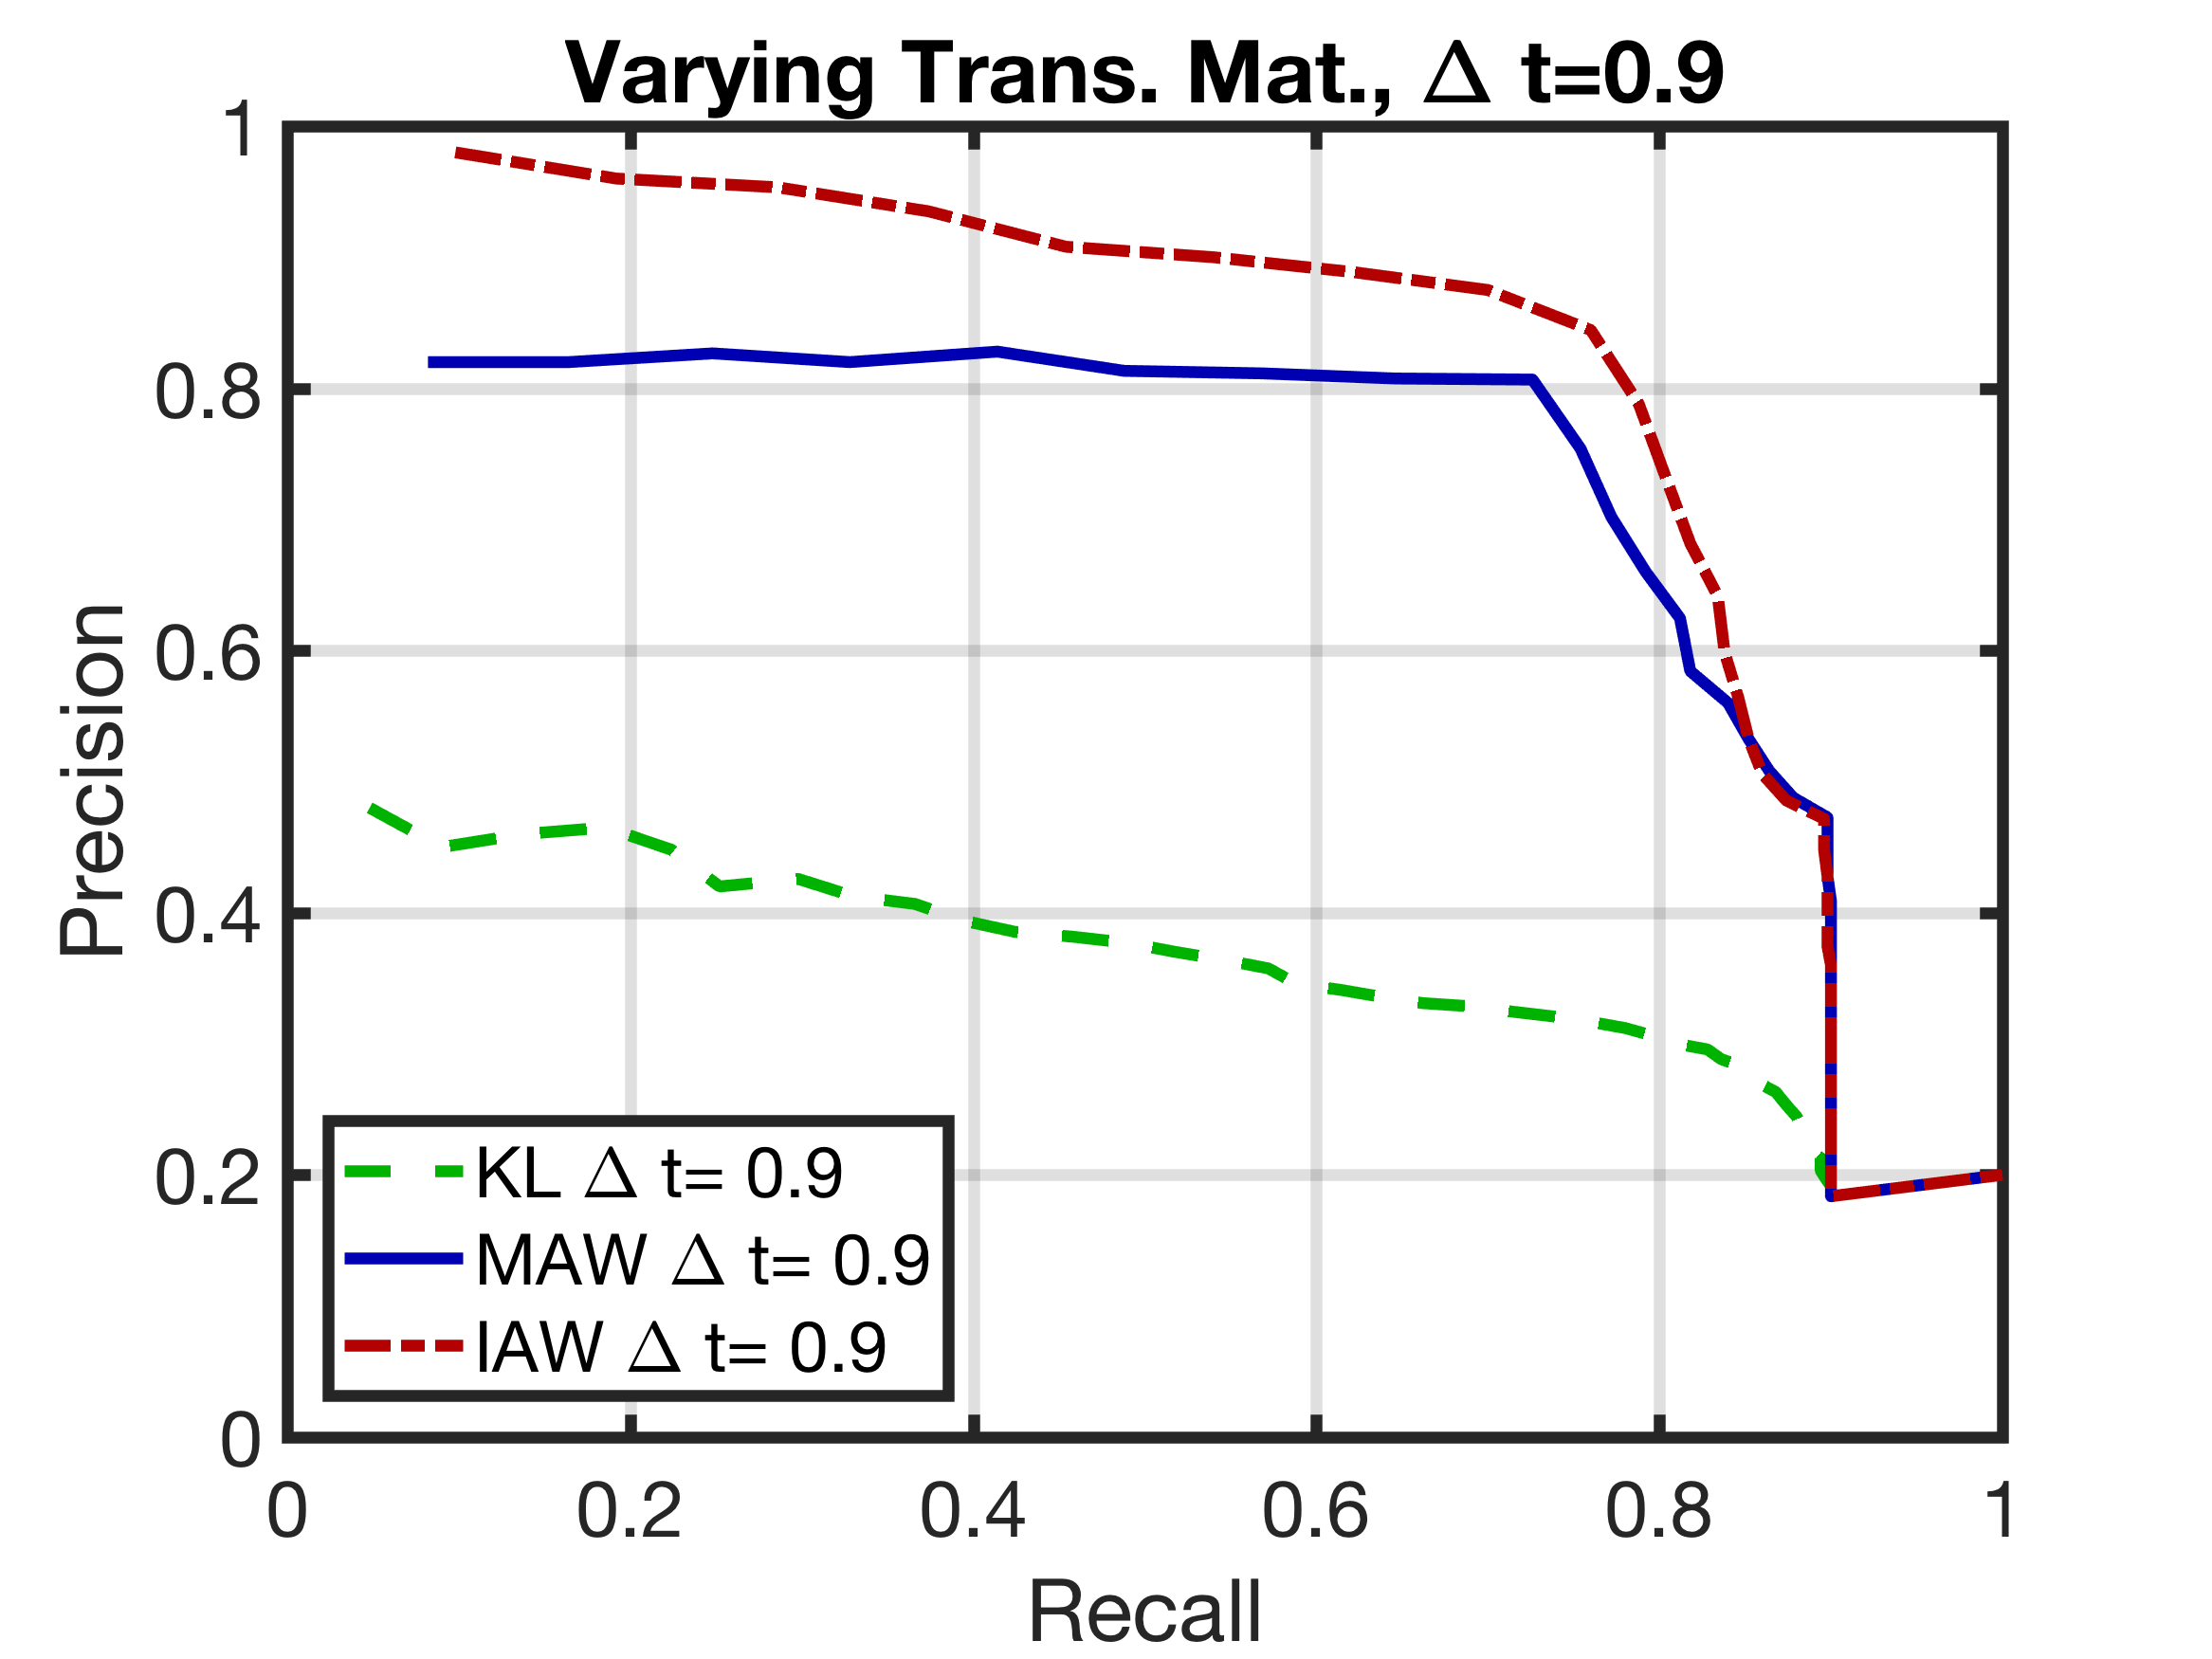 Varying Trans. Mat., Δ t=0.9
1
0.8
0.6
0.4
0.2
0
Precision
KL Δ t= 0.9
MAW Δ t= 0.9
IAW Δ t= 0.9
0 0.2 0.4 0.6 0.8 1
Recall